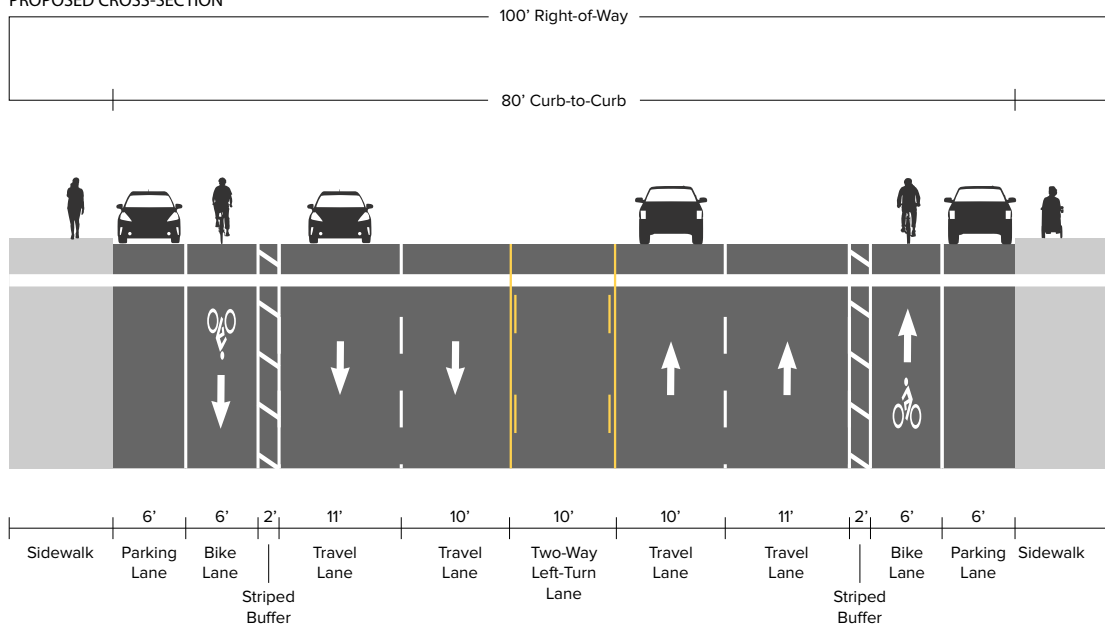 PROPOSED CROSS-SECTION
100’ Right-of-Way
80’ Curb-to-Curb
6’ 6’ 2’ 11’ 10’ 10’ 10’ 11’ 2’ 6’ 6’
Sidewalk
Parking
Lane
Bike
Lane
Striped
Buffer
Travel
Lane
Travel
Lane
Two-Way
Left-Turn
Lane
Travel
Lane
Travel
Lane
Striped
Buffer
Bike
Lane
Parking
Lane
Sidewalk